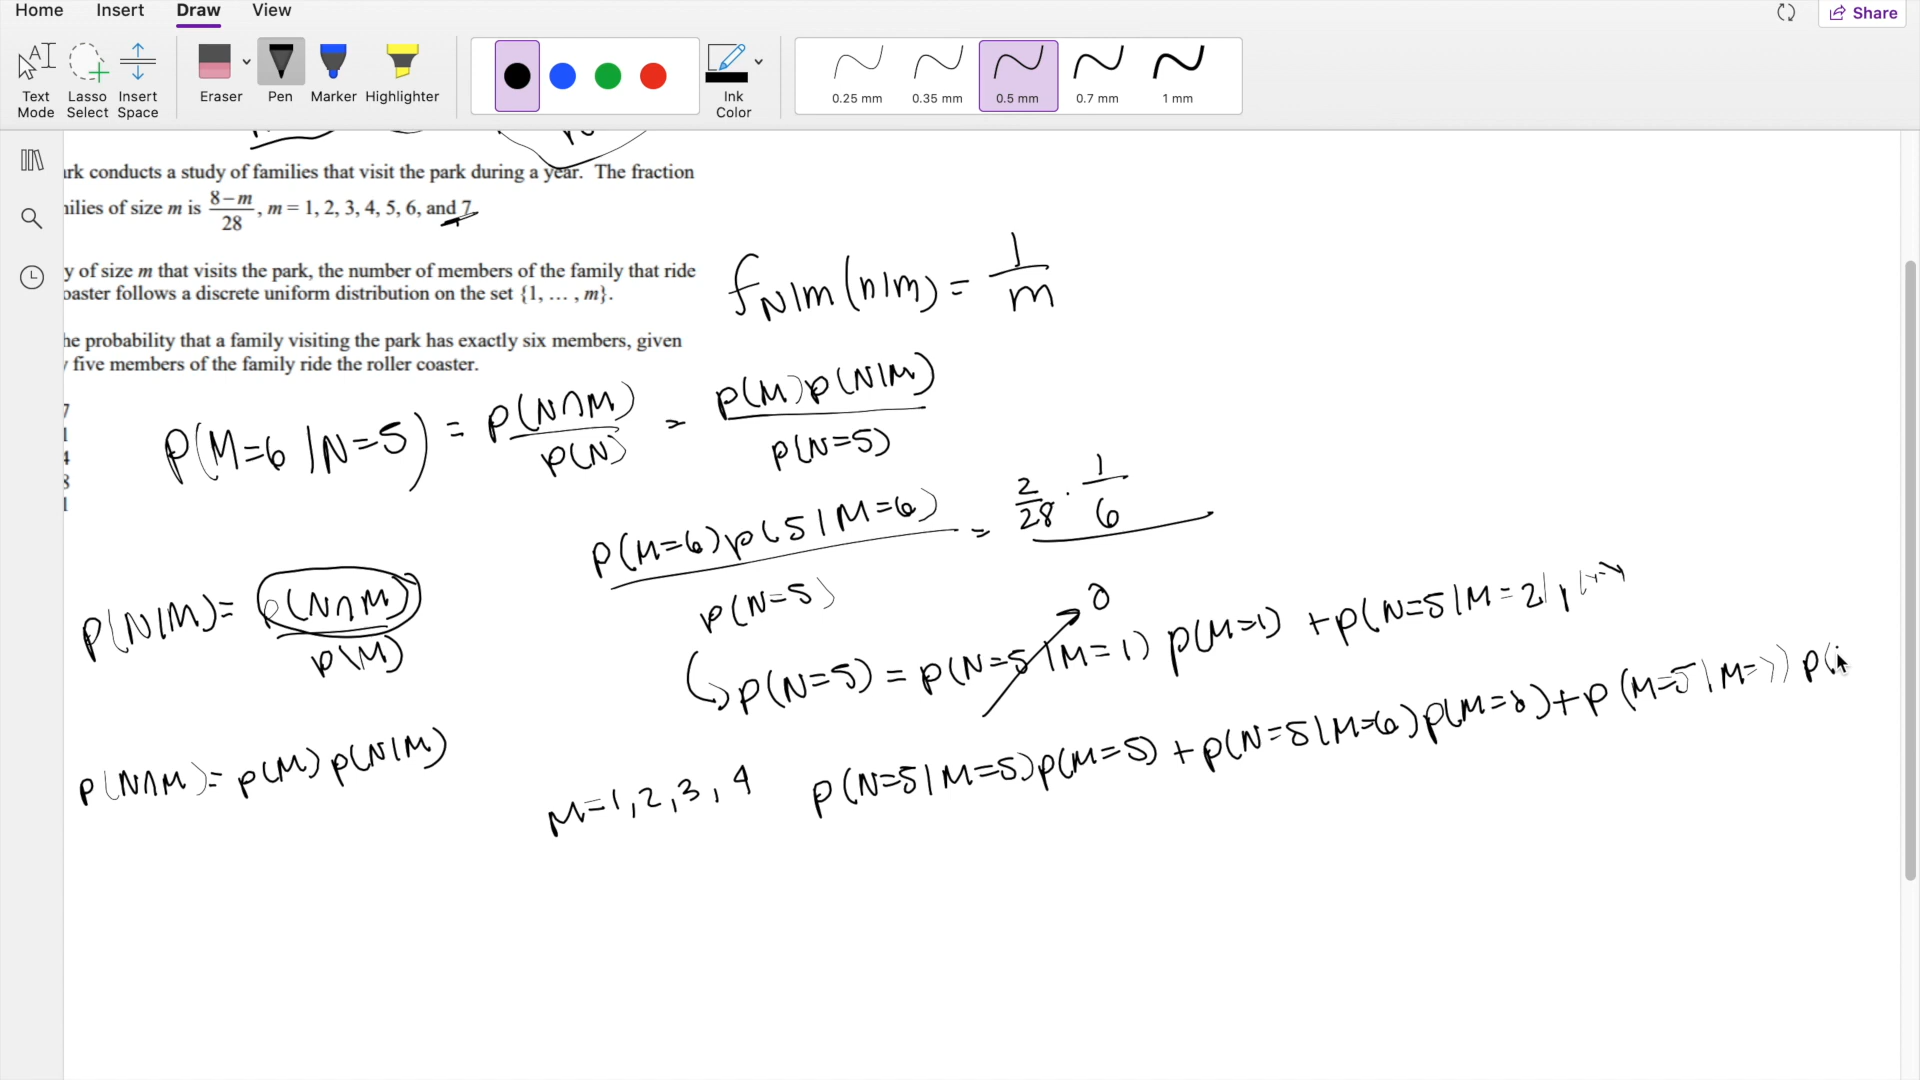 Home Insert Draw View Share
Text Mode Lasso Select Insert Space Eraser Pen Marker Highlighter Ink Color 0.25 mm 0.35 mm 0.5 mm 0.7 mm 1 mm
rk conducts a study of families that visit the park during a year. The fraction
ilies of size m is (8-m)/28, m = 1, 2, 3, 4, 5, 6, and 7.
y of size m that visits the park, the number of members of the family that ride
oaster follows a discrete uniform distribution on the set {1, … , m}.
f_N|m (n|m) = 1/m
he probability that a family visiting the park has exactly six members, given
five members of the family ride the roller coaster.
P(M=6 | N=5) = P(N∩M)/P(N) = P(M)P(N|M)/P(N=5)
7
1
4
8
1
P(M=6)P(5|M=6)/P(N=5) = 2/28 · 1/6
P(N|M) = P(N∩M)/P(M)
P(N=5) = P(N=5|M=1) P(M=1) + P(N=5|M=2)
0
P(N∩M) = P(M) P(N|M)
M=1,2,3,4 P(N=5|M=5)P(M=5) + P(N=5|M=6)P(M=6) + P(M=5|M=7) P(